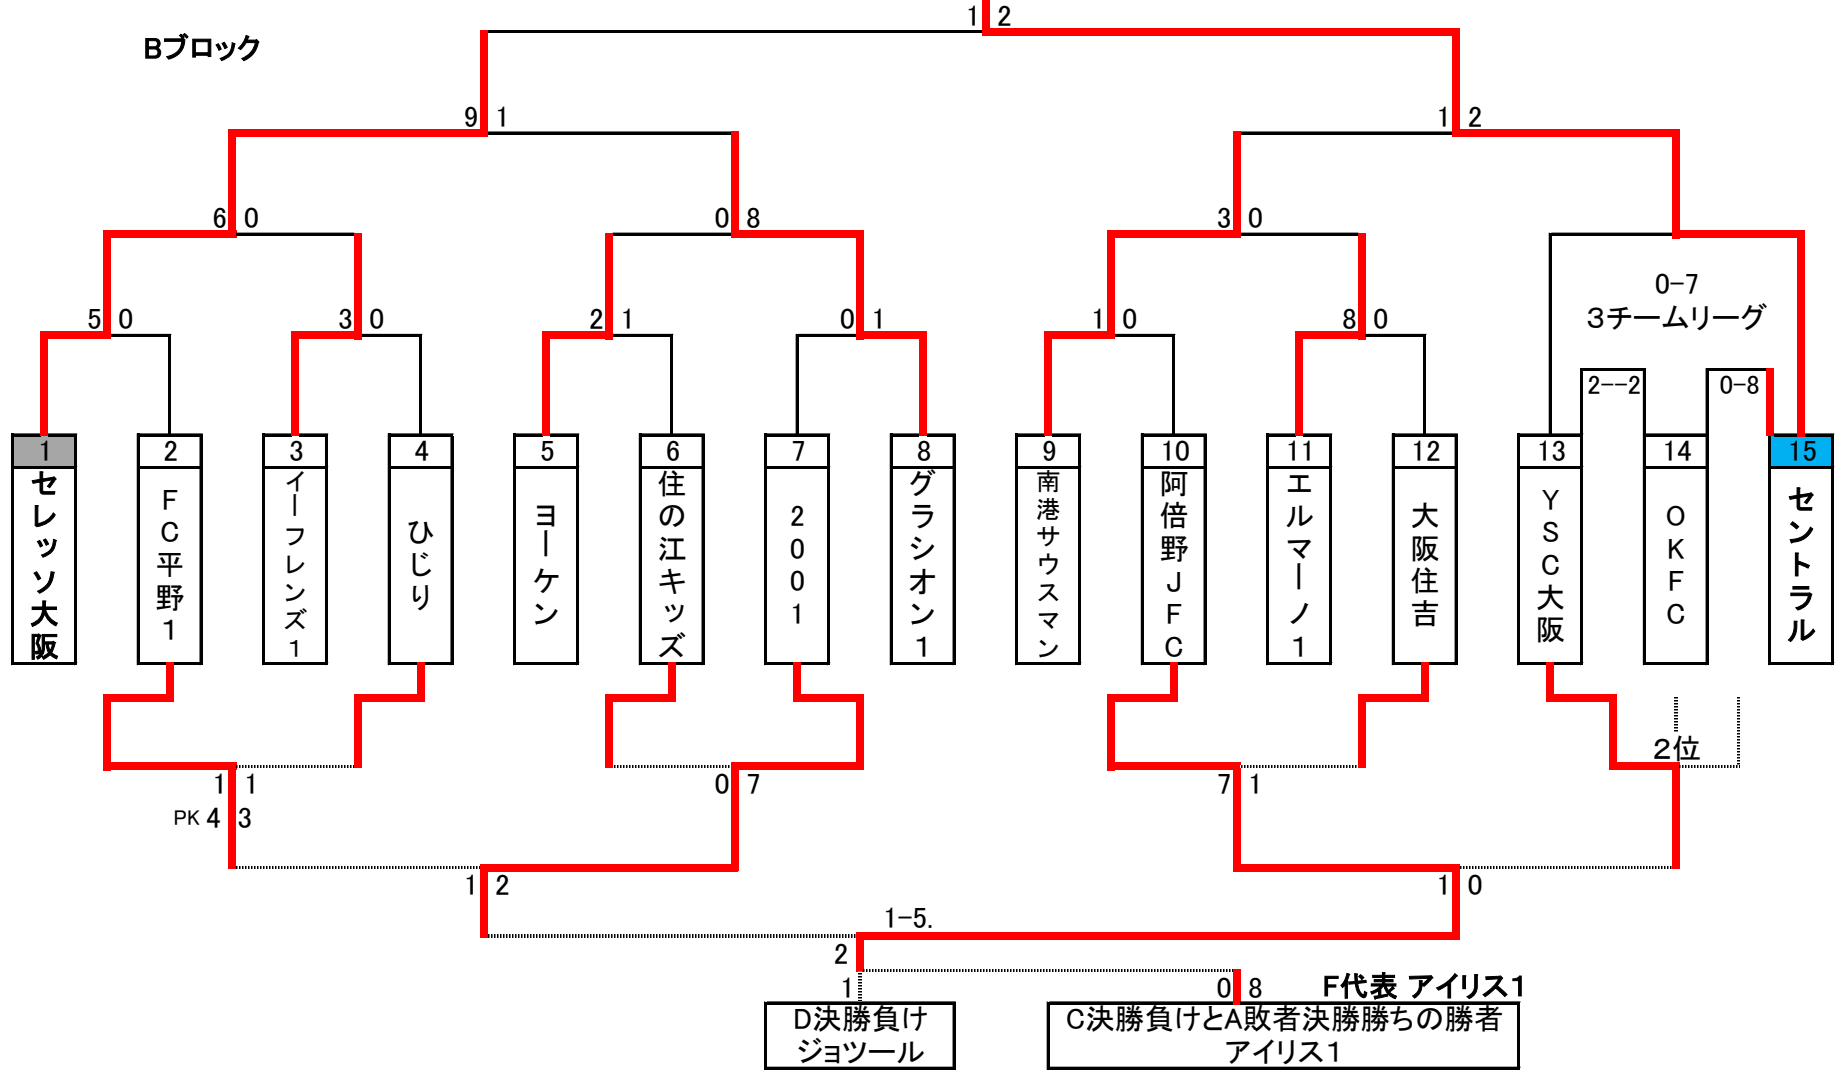 1 2
Bブロック
9 1
1 2
6 0
0 8
3 0
0-7
3チームリーグ
5 0
3 0
2 1
0 1
1 0
8 0
2--2
0-8
1
2
3
4
5
6
7
8
9
10
11
12
13
14
15
セレッソ大阪
FC平野1
イーフレンズ1
ひじり
ヨーケン
住の江キッズ
2001
グラシオン1
南港サウスマン
阿倍野JFC
エルマーノ1
大阪住吉
YSC大阪
OKFC
セントラル
2位
1 1
0 7
7 1
PK 4 3
1 2
1 0
1-5.
2
1
0 8
F代表 アイリス1
D決勝負け
ジョツール
C決勝負けとA敗者決勝勝ちの勝者
アイリス1